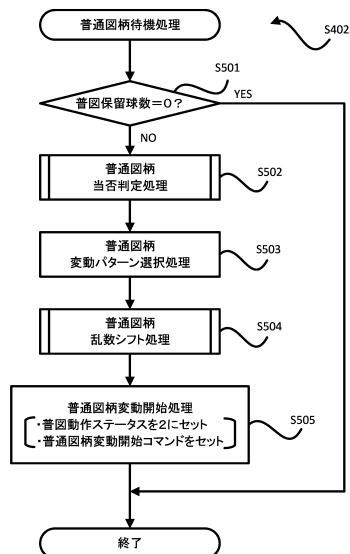 普通図柄待機処理
S402
S501
普図保留球数=0?
YES
NO
普通図柄
当否判定処理
S502
普通図柄
変動パターン選択処理
S503
普通図柄
乱数シフト処理
S504
普通図柄変動開始処理
・普図動作ステータスを2にセット
・普通図柄変動開始コマンドをセット
S505
終了